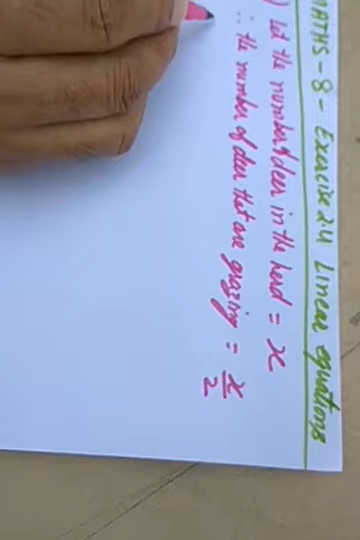 MATHS-8- Exercise 2.4 Linear equations
) Let the number of deer in the herd = x
∴ the number of deer that are grazing = x/2